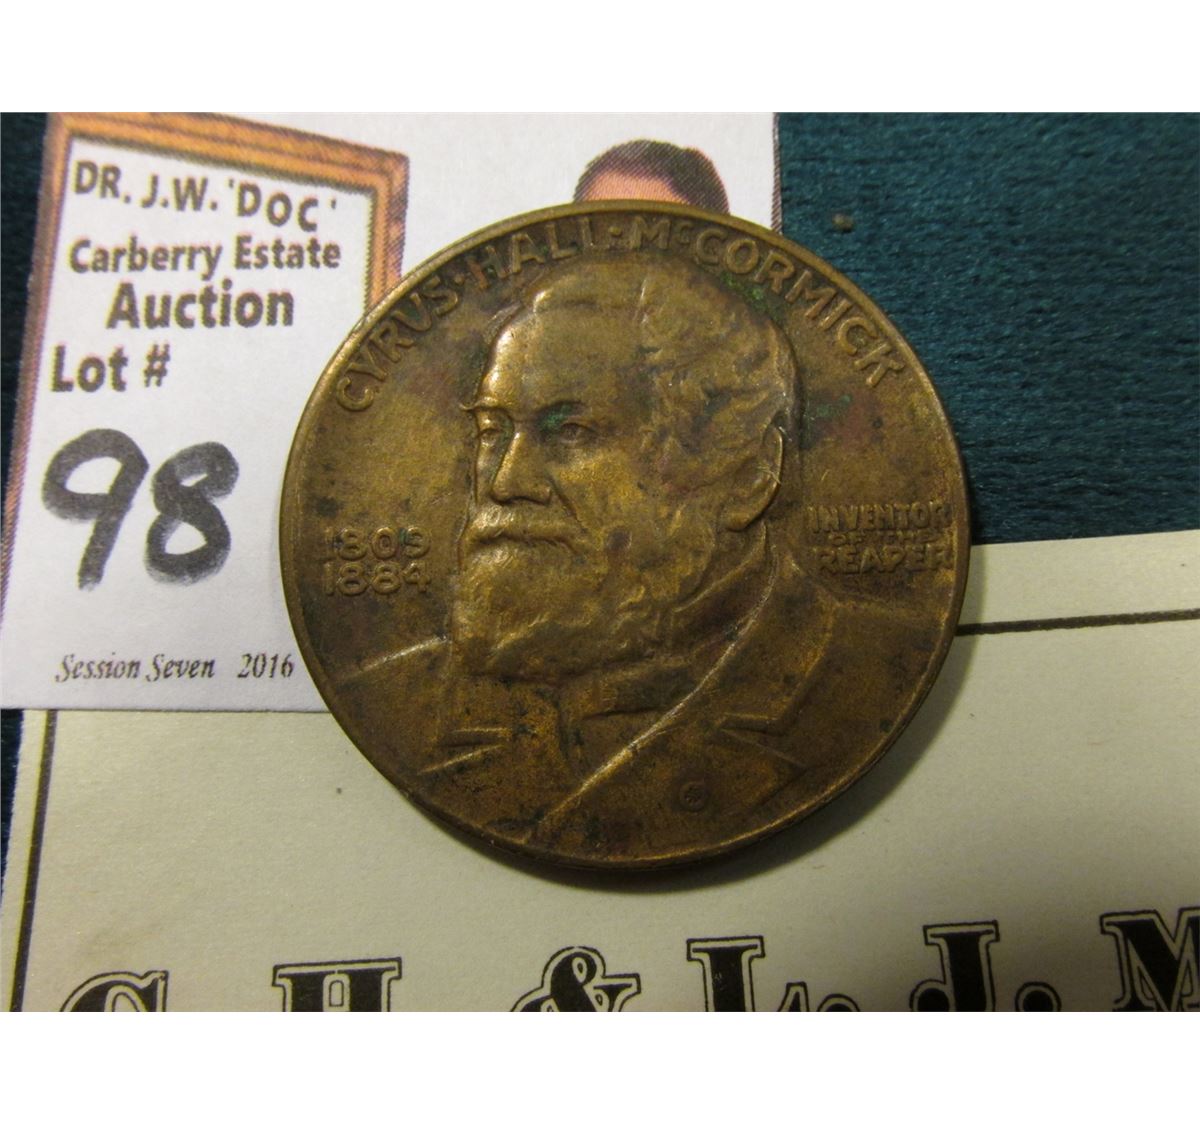 DR. J.W. 'DOC'
Carberry Estate
Auction
Lot #
98
Session Seven 2016
CYRUS·HALL·McCORMICK
1809
1884
INVENTOR
OF THE
REAPER
C. H. & L. J. M